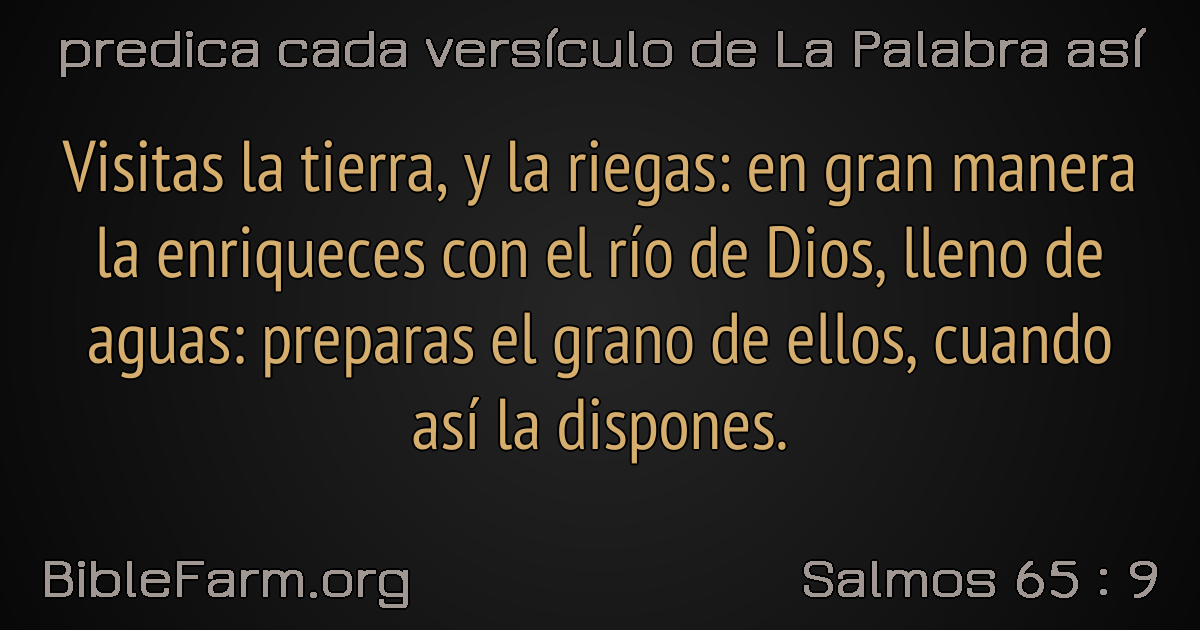 predica cada versículo de La Palabra así
Visitas la tierra, y la riegas: en gran manera
la enriqueces con el río de Dios, lleno de
aguas: preparas el grano de ellos, cuando
así la dispones.
BibleFarm.org
Salmos 65 : 9